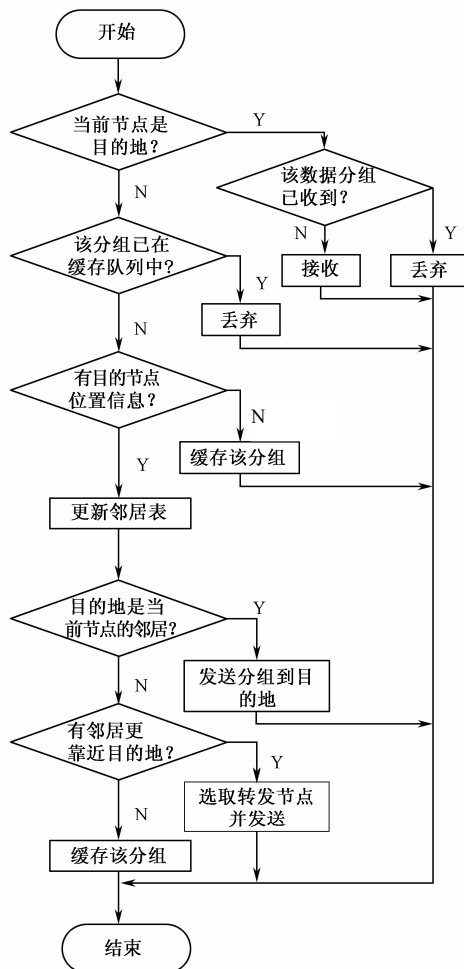 开始
当前节点是
目的地？
Y
该数据分组
已收到？
N
N
Y
该分组已在
缓存队列中?
接收
丢弃
Y
丢弃
N
有目的节点
位置信息？
N
缓存该分组
Y
更新邻居表
目的地是当
前节点的邻居？
Y
发送分组到目
的地
N
有邻居更
靠近目的地？
Y
选取转发节点
并发送
N
缓存该分组
结束